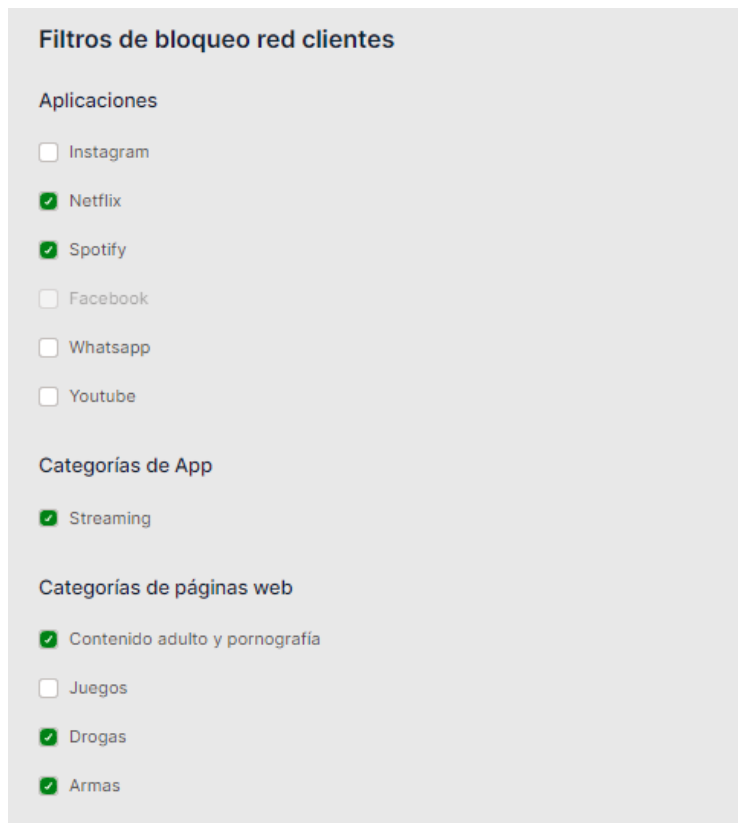 Filtros de bloqueo red clientes
Aplicaciones
Instagram
Netflix
Spotify
Facebook
Whatsapp
Youtube
Categorías de App
Streaming
Categorías de páginas web
Contenido adulto y pornografía
Juegos
Drogas
Armas